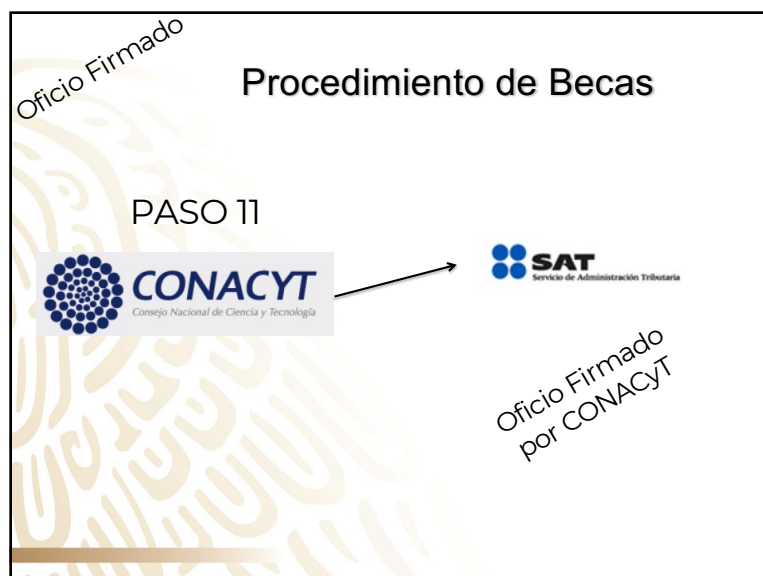 Oficio Firmado
Procedimiento de Becas
PASO 11
CONACYT
Consejo Nacional de Ciencia y Tecnología
SAT
Servicio de Administración Tributaria
Oficio Firmado
por CONACyT